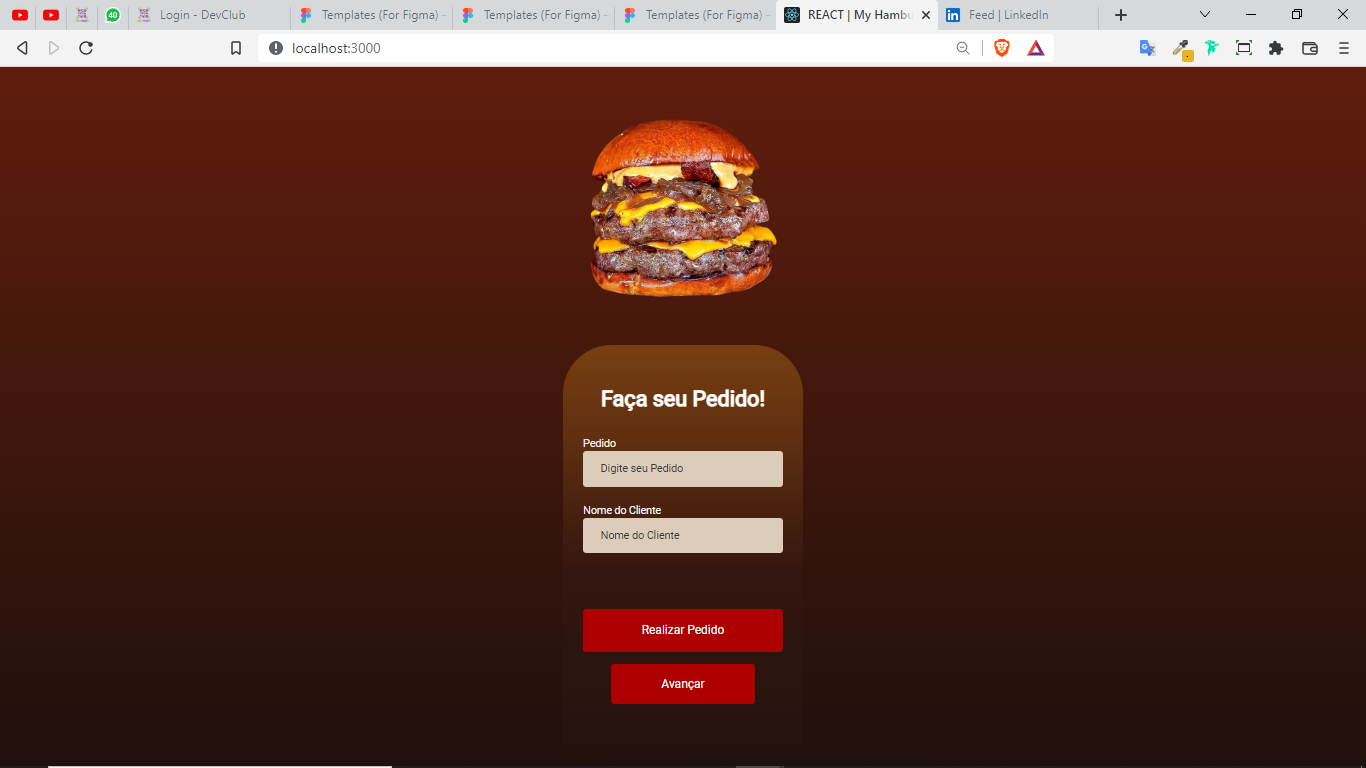 40
Login - DevClub
Templates (For Figma) –
Templates (For Figma) –
Templates (For Figma) –
REACT | My Hambu
in
Feed | LinkedIn
localhost:3000
Faça seu Pedido!
Pedido
Digite seu Pedido
Nome do Cliente
Nome do Cliente
Realizar Pedido
Avançar